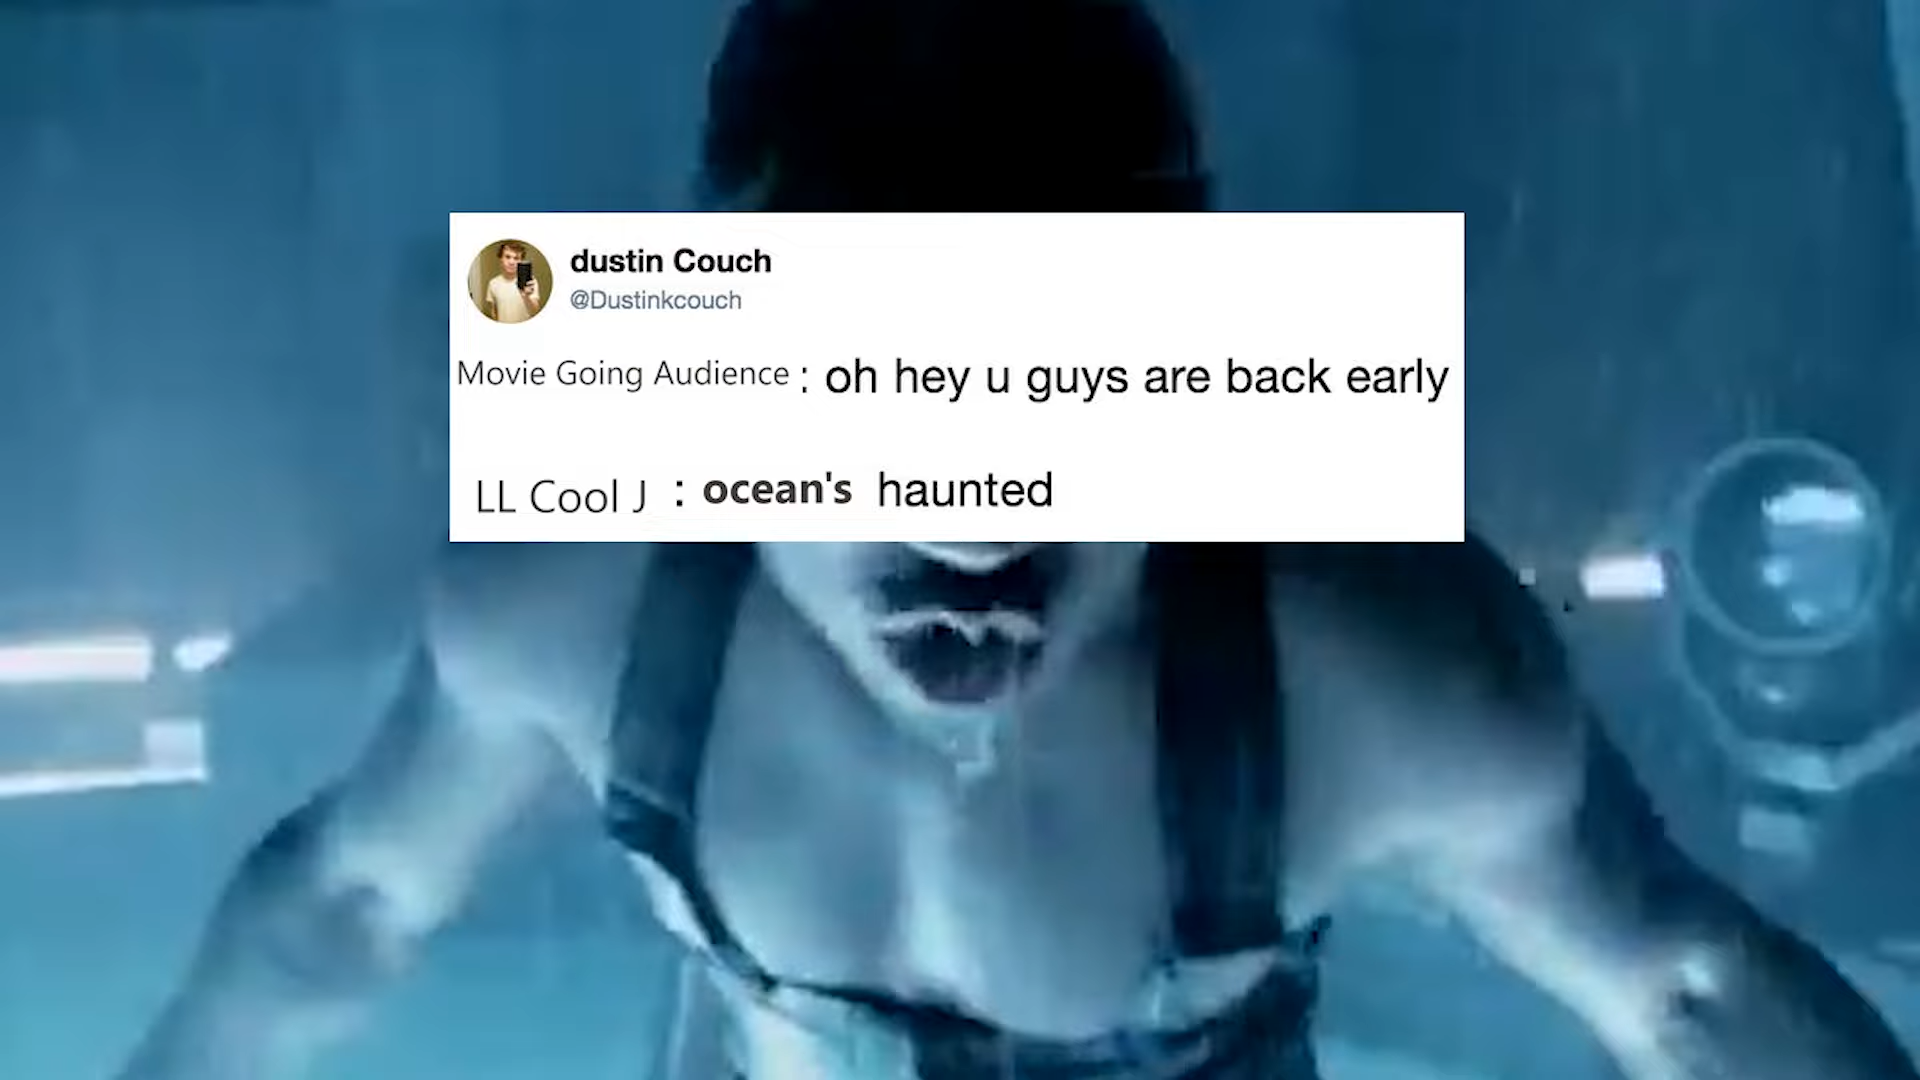 dustin Couch
@Dustinkcouch
Movie Going Audience : oh hey u guys are back early
LL Cool J : ocean's haunted